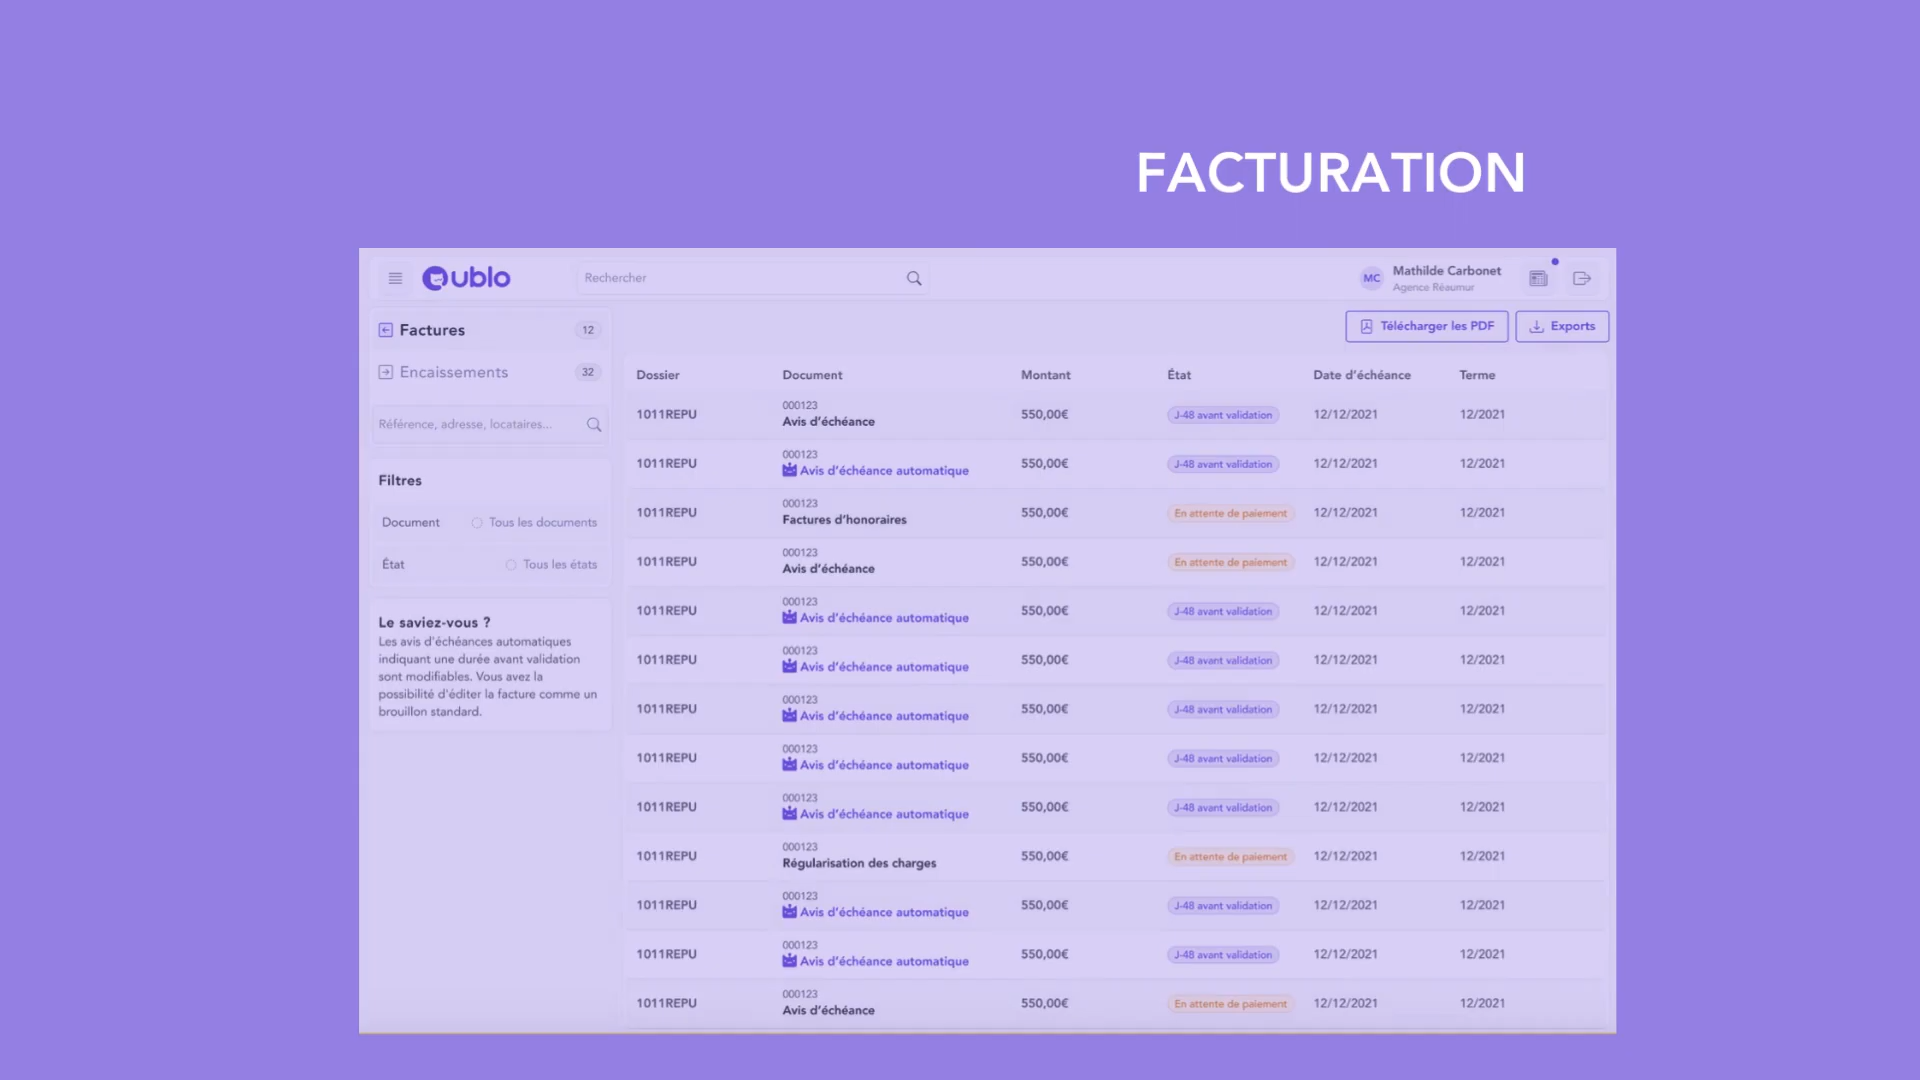 FACTURATION
ublo
Rechercher
MC
Mathilde Carbonet
Agence Réaumur
Factures 12
Encaissements 32
Référence, adresse, locataires...
Filtres
Document Tous les documents
État Tous les états
Le saviez-vous ?
Les avis d'échéances automatiques
indiquant une durée avant validation
sont modifiables. Vous avez la
possibilité d'éditer la facture comme un
brouillon standard.
Télécharger les PDF Exports
Dossier Document Montant État Date d'échéance Terme
000123
1011REPU Avis d'échéance 550,00€ J-48 avant validation 12/12/2021 12/2021
000123
1011REPU Avis d'échéance automatique 550,00€ J-48 avant validation 12/12/2021 12/2021
000123
1011REPU Factures d'honoraires 550,00€ En attente de paiement 12/12/2021 12/2021
000123
1011REPU Avis d'échéance 550,00€ En attente de paiement 12/12/2021 12/2021
000123
1011REPU Avis d'échéance automatique 550,00€ J-48 avant validation 12/12/2021 12/2021
000123
1011REPU Avis d'échéance automatique 550,00€ J-48 avant validation 12/12/2021 12/2021
000123
1011REPU Avis d'échéance automatique 550,00€ J-48 avant validation 12/12/2021 12/2021
000123
1011REPU Avis d'échéance automatique 550,00€ J-48 avant validation 12/12/2021 12/2021
000123
1011REPU Avis d'échéance automatique 550,00€ J-48 avant validation 12/12/2021 12/2021
000123
1011REPU Régularisation des charges 550,00€ En attente de paiement 12/12/2021 12/2021
000123
1011REPU Avis d'échéance automatique 550,00€ J-48 avant validation 12/12/2021 12/2021
000123
1011REPU Avis d'échéance automatique 550,00€ J-48 avant validation 12/12/2021 12/2021
000123
1011REPU Avis d'échéance 550,00€ En attente de paiement 12/12/2021 12/2021